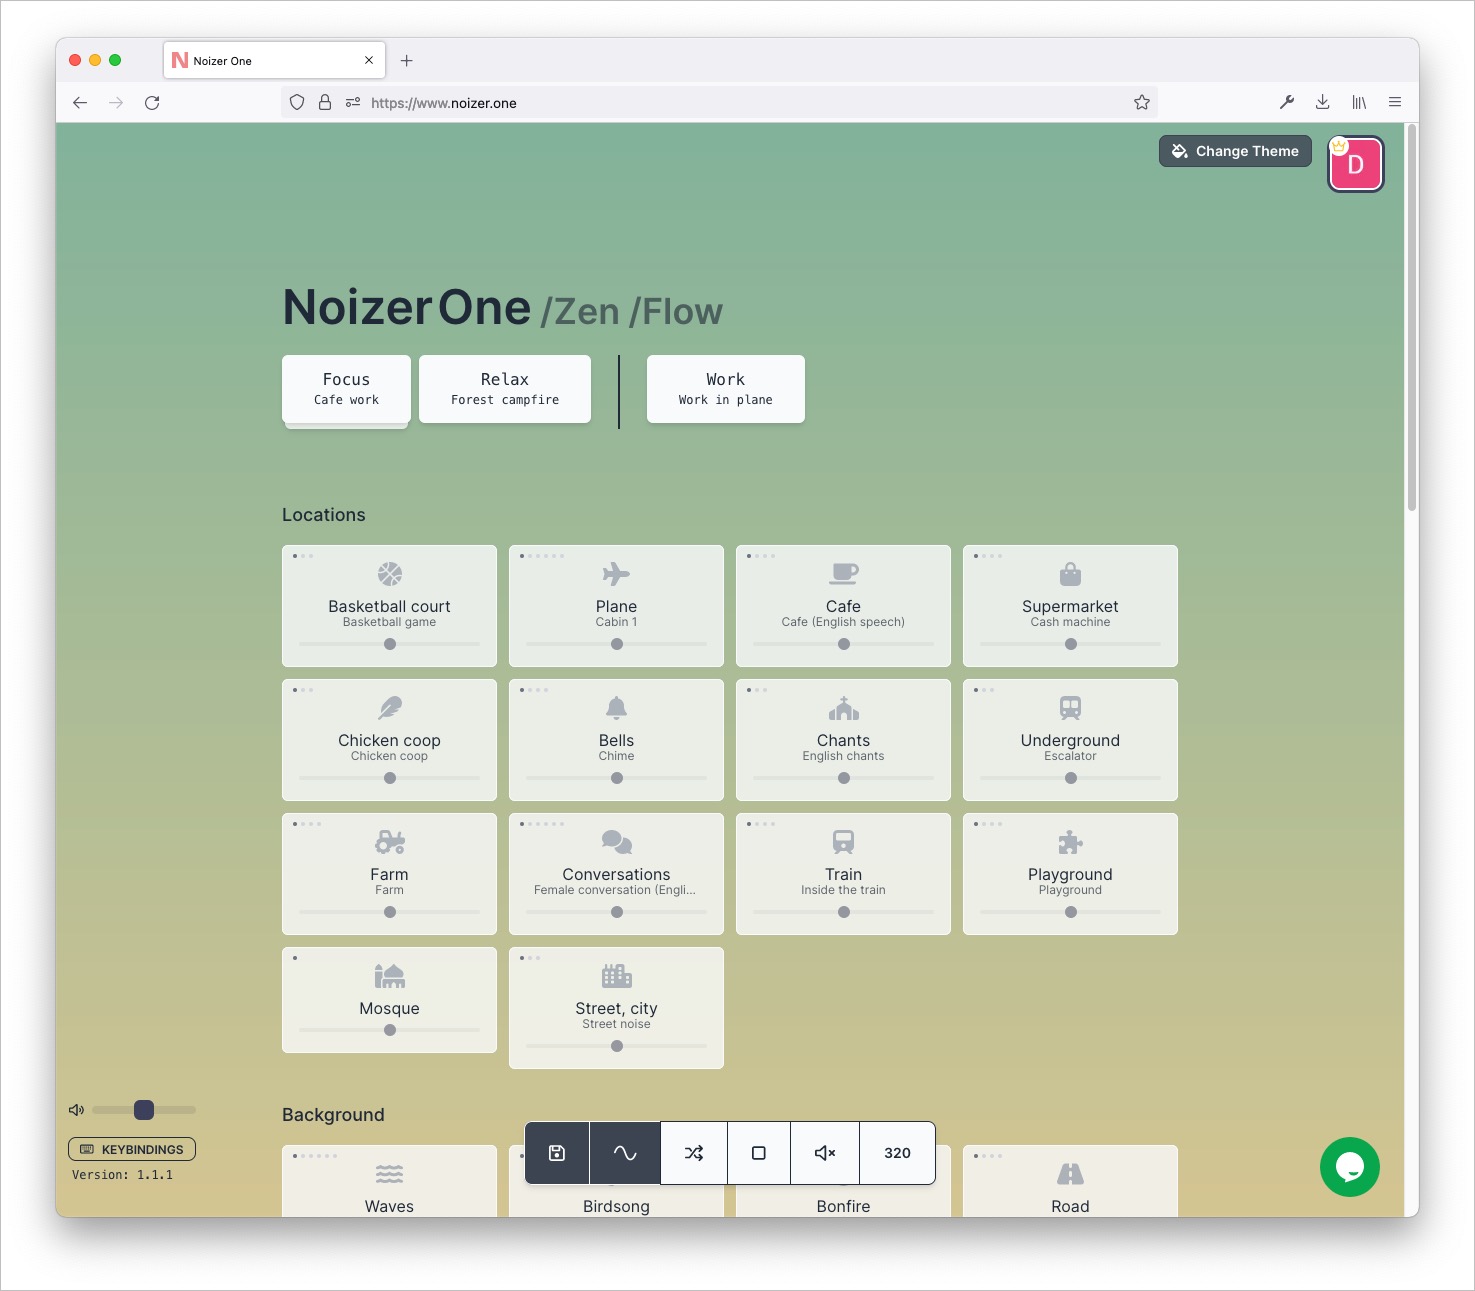 Noizer One
https://www.noizer.one
Change Theme
D
Noizer One /Zen /Flow
Focus
Cafe work
Relax
Forest campfire
Work
Work in plane
Locations
Basketball court
Basketball game
Plane
Cabin 1
Cafe
Cafe (English speech)
Supermarket
Cash machine
Chicken coop
Chicken coop
Bells
Chime
Chants
English chants
Underground
Escalator
Farm
Farm
Conversations
Female conversation (Engli...
Train
Inside the train
Playground
Playground
Mosque
Street, city
Street noise
Background
KEYBINDINGS
Version: 1.1.1
320
Waves
Birdsong
Bonfire
Road